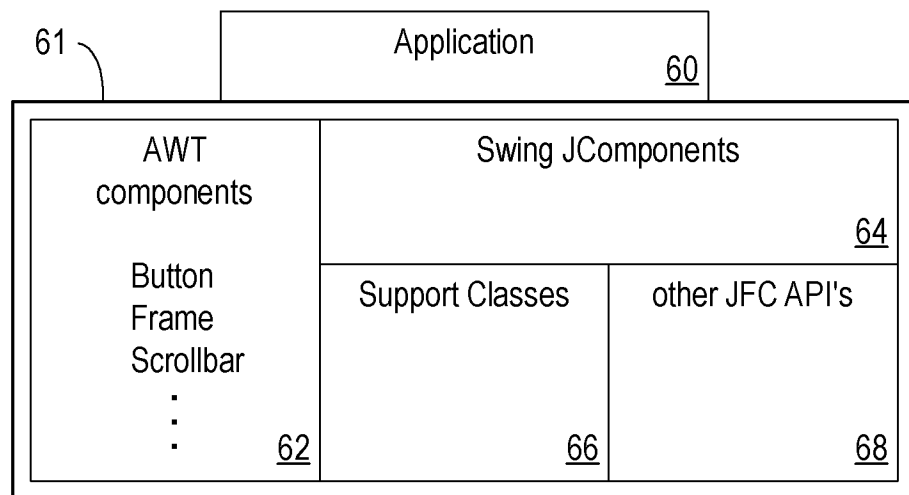 61
Application
60
AWT
components
Button
Frame
Scrollbar
62
Swing JComponents
64
Support Classes
66
other JFC API's
68